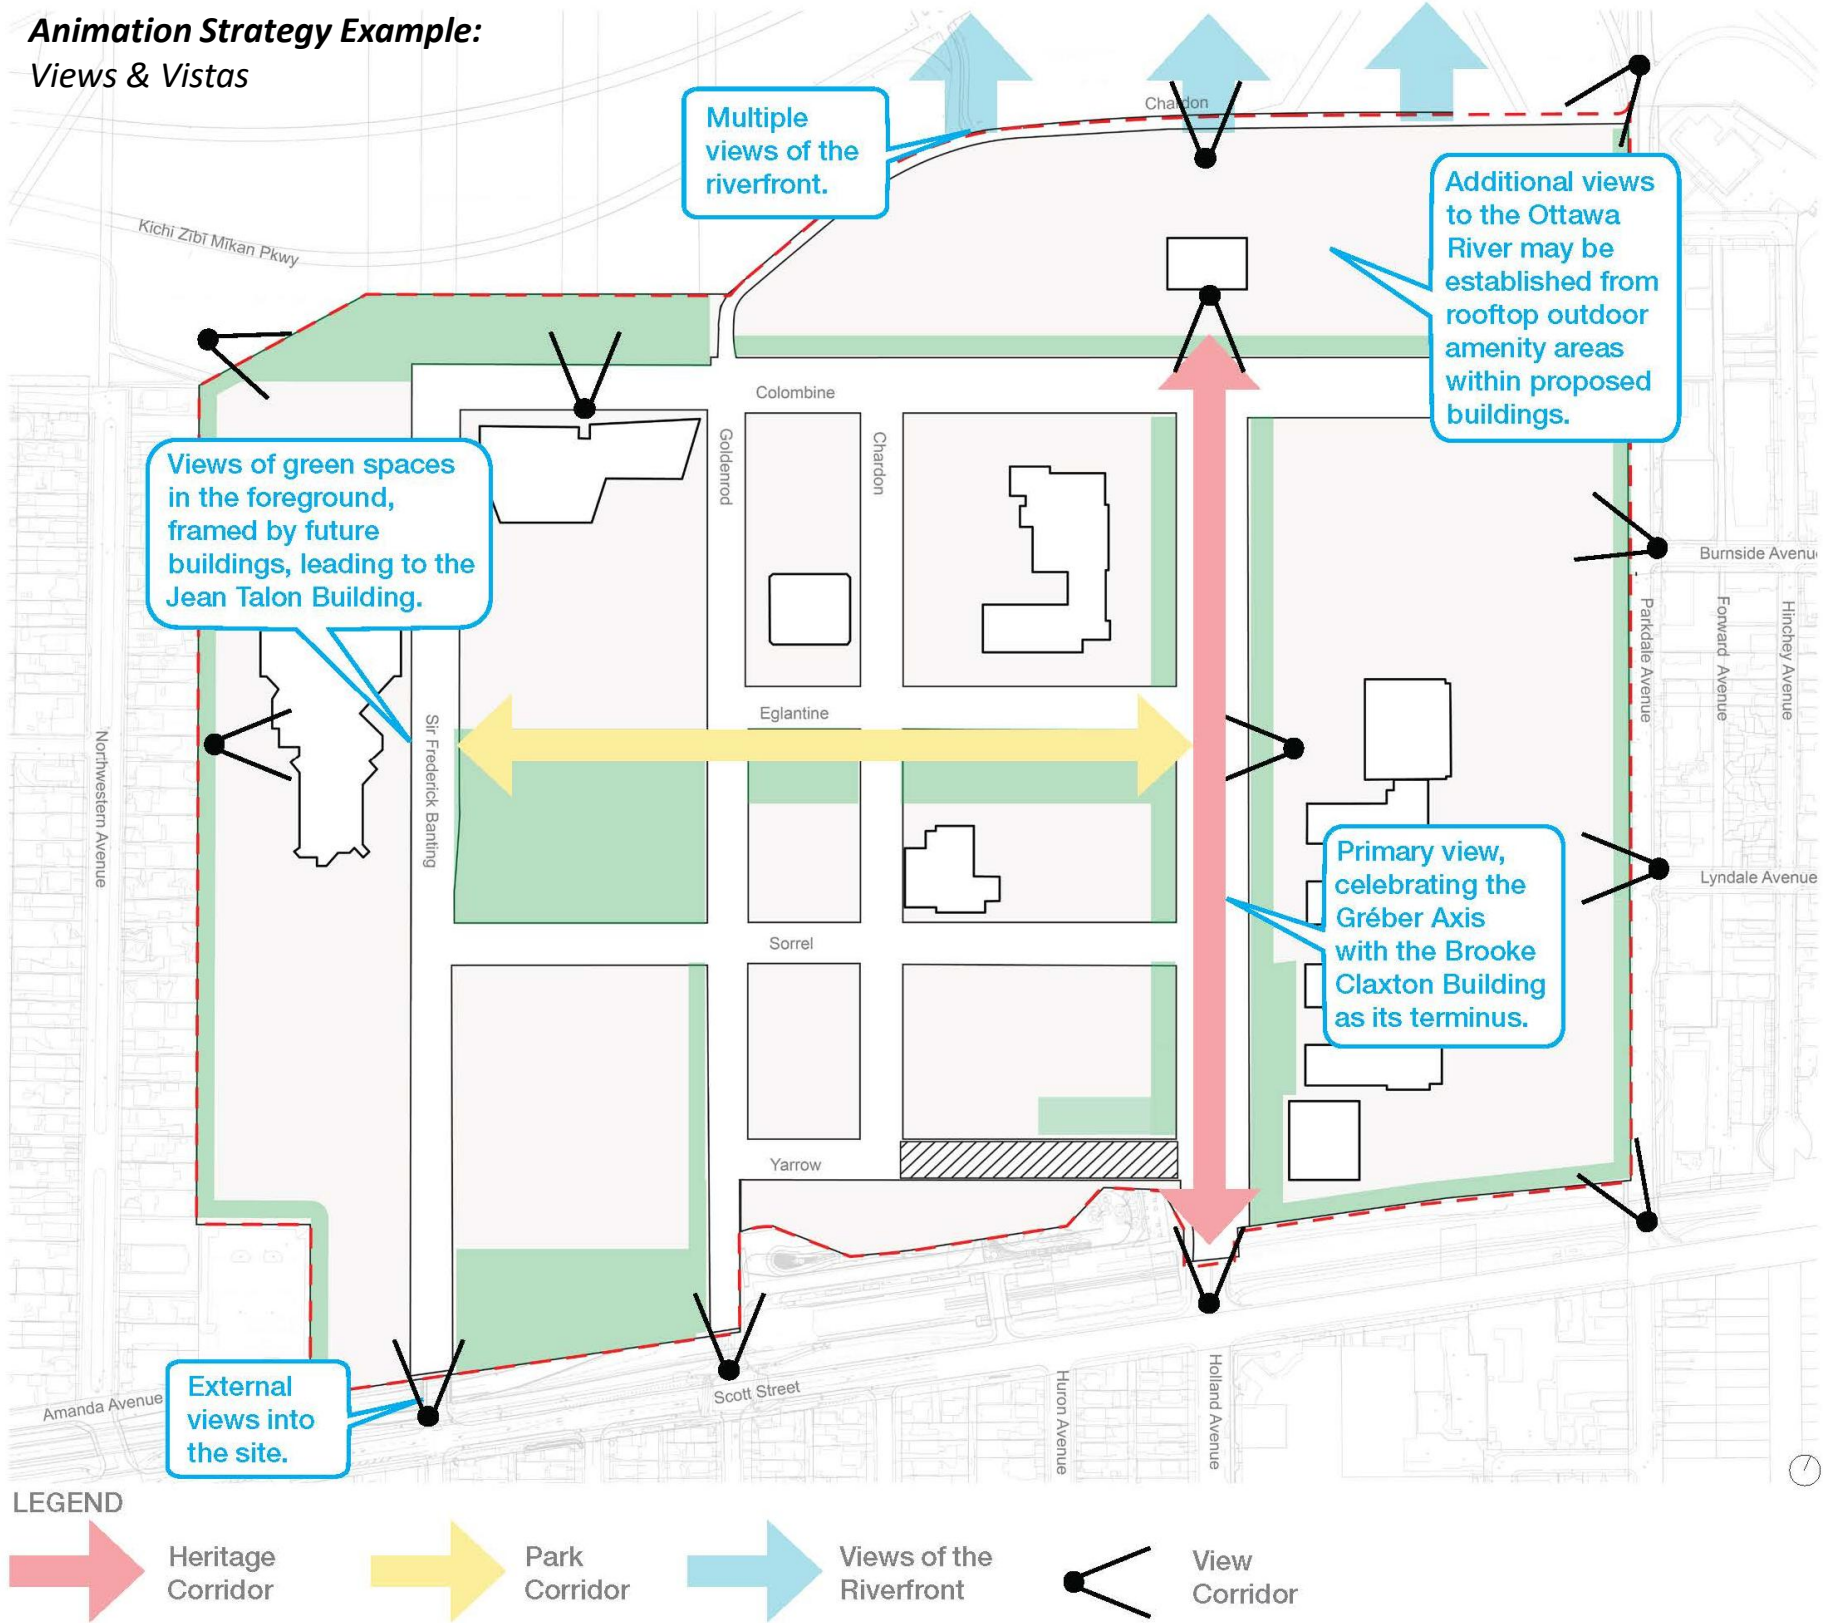 Animation Strategy Example:
Views & Vistas
Chardon
Multiple
views of the
riverfront.
Additional views
to the Ottawa
River may be
established from
rooftop outdoor
amenity areas
within proposed
buildings.
Kichi Zībī Mīkan Pkwy
Colombine
Goldenrod
Chardon
Views of green spaces
in the foreground,
framed by future
buildings, leading to the
Jean Talon Building.
Burnside Avenu
Parkdale Avenue
Forward Avenue
Hinchey Avenue
Eglantine
Northwestern Avenue
Sir Frederick Banting
Primary view,
celebrating the
Gréber Axis
with the Brooke
Claxton Building
as its terminus.
Lyndale Avenue
Sorrel
Yarrow
External
views into
the site.
Amanda Avenue
Scott Street
Huron Avenue
Holland Avenue
LEGEND
Heritage
Corridor
Park
Corridor
Views of the
Riverfront
View
Corridor